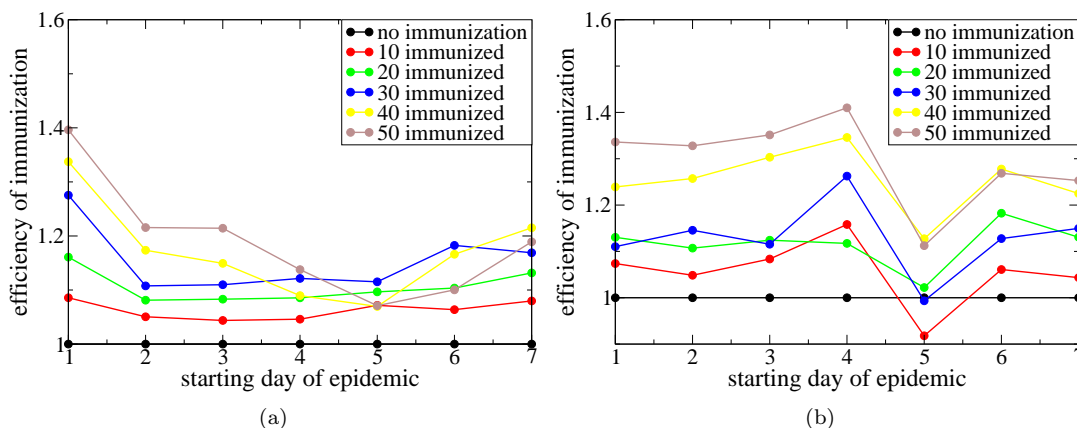 1.6
1.4
1.2
1
efficiency of immunization
1 2 3 4 5 6 7
starting day of epidemic
no immunization
10 immunized
20 immunized
30 immunized
40 immunized
50 immunized
(a)
1.6
1.4
1.2
1
efficiency of immunization
1 2 3 4 5 6 7
starting day of epidemic
no immunization
10 immunized
20 immunized
30 immunized
40 immunized
50 immunized
(b)